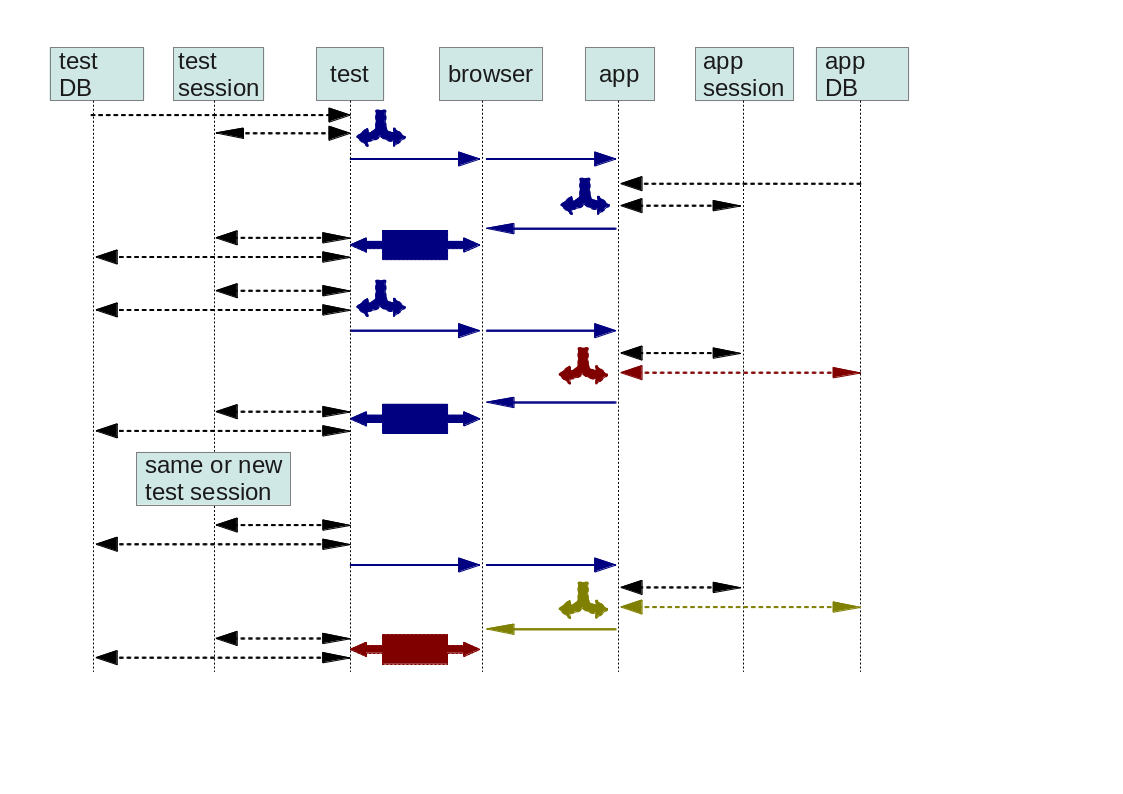 test
DB
test
session
test
browser
app
app
session
app
DB
same or new
test session